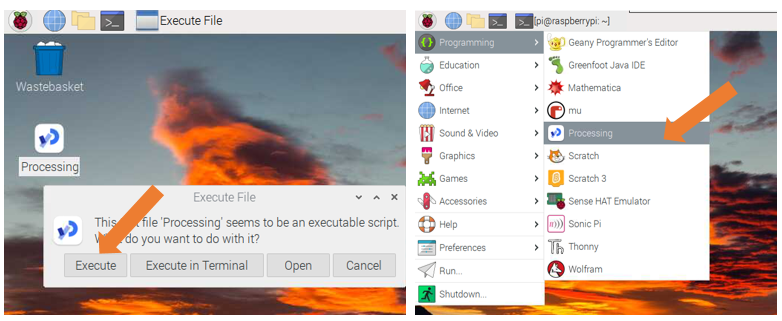 Execute File
Wastebasket
Processing
Execute File
This file 'Processing' seems to be an executable script.
do you want to do with it?
Execute
Execute in Terminal
Open
Cancel
[pi@raspberrypi: ~]
Programming
Education
Office
Internet
Sound & Video
Graphics
Games
Accessories
Help
Preferences
Run...
Shutdown...
Geany Programmer's Editor
Greenfoot Java IDE
Mathematica
mu
Processing
Scratch
Scratch 3
Sense HAT Emulator
Sonic Pi
Thonny
Wolfram